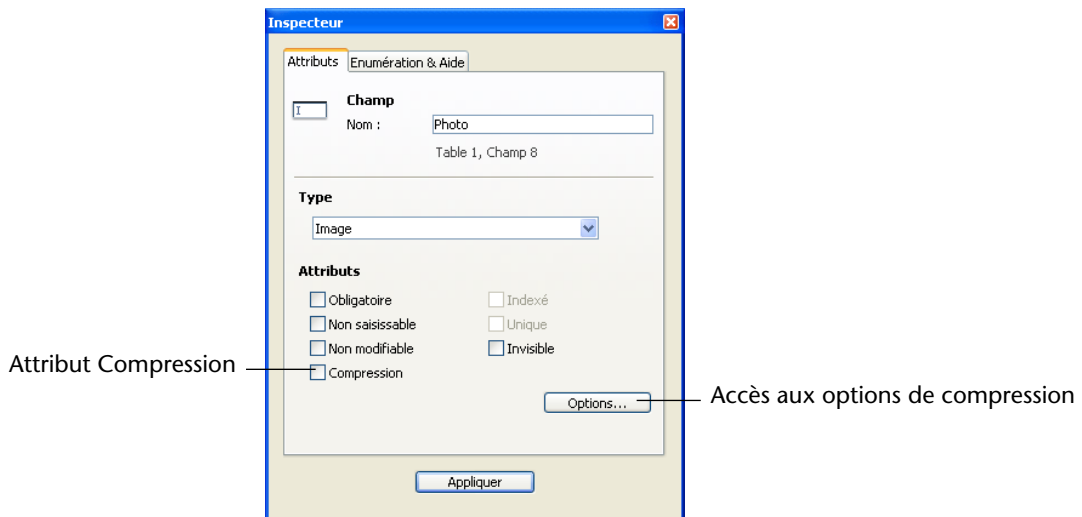 Inspecteur
Attributs
Enumération & Aide
Champ
Nom :
Photo
Table 1, Champ 8
Type
Image
Attributs
Obligatoire
Indexé
Non saisissable
Unique
Non modifiable
Invisible
Attribut Compression
Compression
Options...
Accès aux options de compression
Appliquer